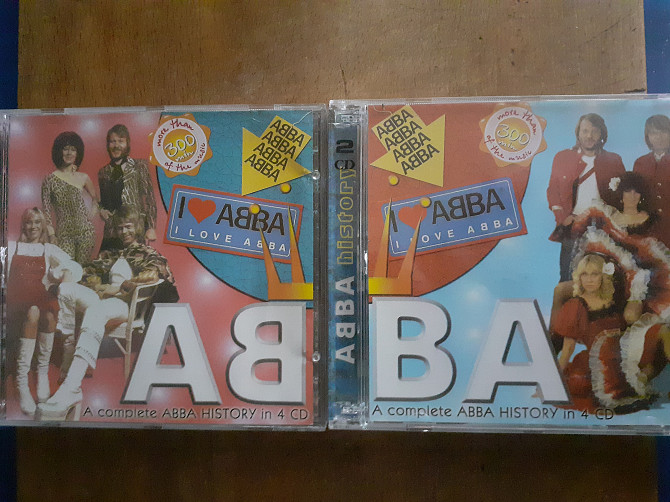 more than
300
min
of the music
ABBA
ABBA
ABBA
ABBA
I ❤ ABBA
I LOVE ABBA
AB
A complete ABBA HISTORY in 4 CD
2
CD
ABBA history
ABBA
ABBA
ABBA
ABBA
more than
300
min
of the music
I ❤ ABBA
I LOVE ABBA
BA
A complete ABBA HISTORY in 4 CD